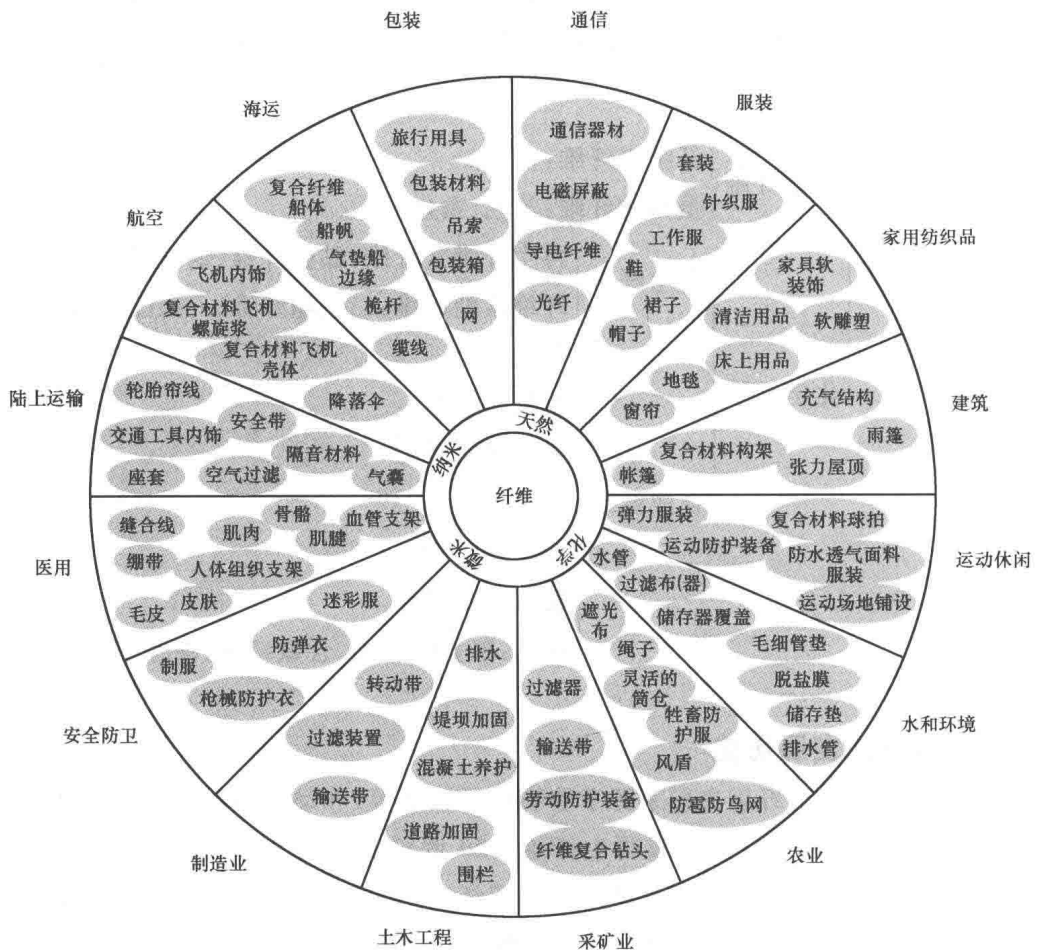 包装
通信
海运
服装
航空
家用纺织品
陆上运输
建筑
医用
运动休闲
安全防卫
水和环境
制造业
农业
土木工程
采矿业
旅行用具
包装材料
吊索
包装箱
网
通信器材
电磁屏蔽
导电纤维
光纤
套装
针织服
工作服
鞋
裙子
帽子
家具软
装饰
清洁用品
软雕塑
床上用品
地毯
窗帘
充气结构
雨篷
复合材料构架
张力屋顶
帐篷
弹力服装
复合材料球拍
运动防护装备
防水透气面料
服装
运动场地铺设
水管
过滤布(器)
储存器覆盖
毛细管垫
脱盐膜
储存垫
排水管
遮光
布
绳子
灵活的
筒仓
牲畜防
护服
风盾
防雹防鸟网
过滤器
输送带
劳动防护装备
纤维复合钻头
排水
堤坝加固
混凝土养护
道路加固
围栏
转动带
过滤装置
输送带
迷彩服
防弹衣
制服
枪械防护衣
缝合线
骨骼
血管支架
肌肉
肌腱
绷带
人体组织支架
皮肤
毛皮
轮胎帘线
安全带
交通工具内饰
隔音材料
座套
空气过滤
气囊
飞机内饰
复合材料飞机
螺旋浆
复合材料飞机
壳体
降落伞
复合纤维
船体
船帆
气垫船
边缘
桅杆
缆线
天然
纳米
纤维
微米
化学